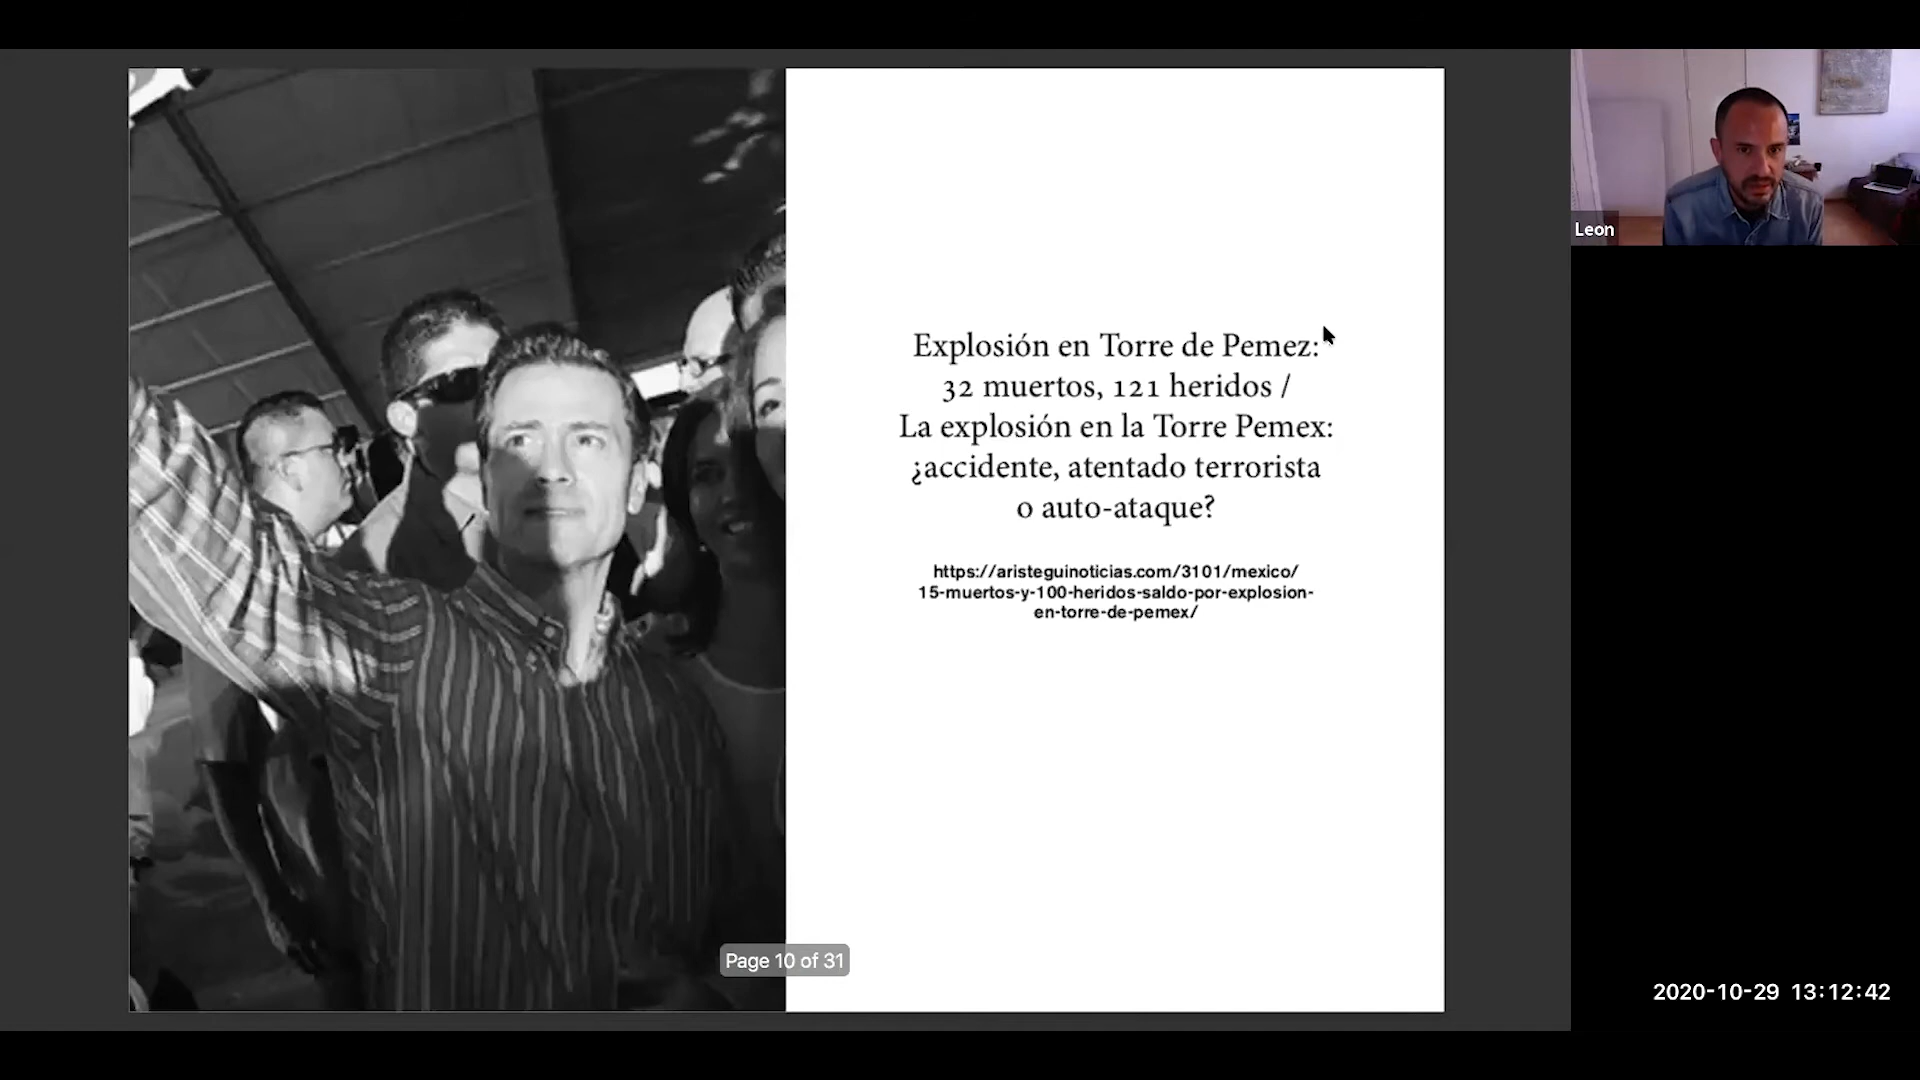 Explosión en Torre de Pemez:
32 muertos, 121 heridos /
La explosión en la Torre Pemex:
¿accidente, atentado terrorista
o auto-ataque?
https://aristeguinoticias.com/3101/mexico/
15-muertos-y-100-heridos-saldo-por-explosion-
en-torre-de-pemex/
Page 10 of 31
Leon
2020-10-29 13:12:42